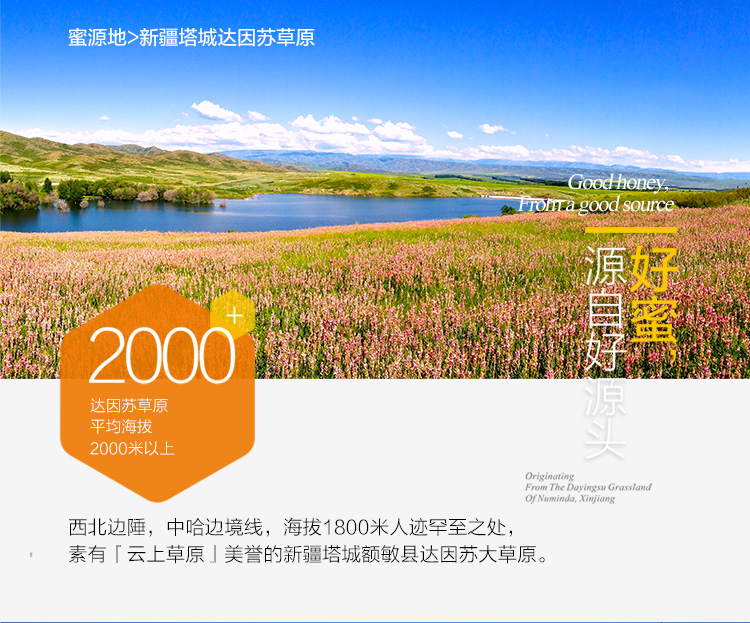 蜜源地>新疆塔城达因苏草原
Good honey,
From a good source
好蜜,
源自好源头
2000+
达因苏草原
平均海拔
2000米以上
Originating
From The Dayingsu Grassland
Of Numinda, Xinjiang
西北边陲，中哈边境线，海拔1800米人迹罕至之处，
素有「云上草原」美誉的新疆塔城额敏县达因苏大草原。